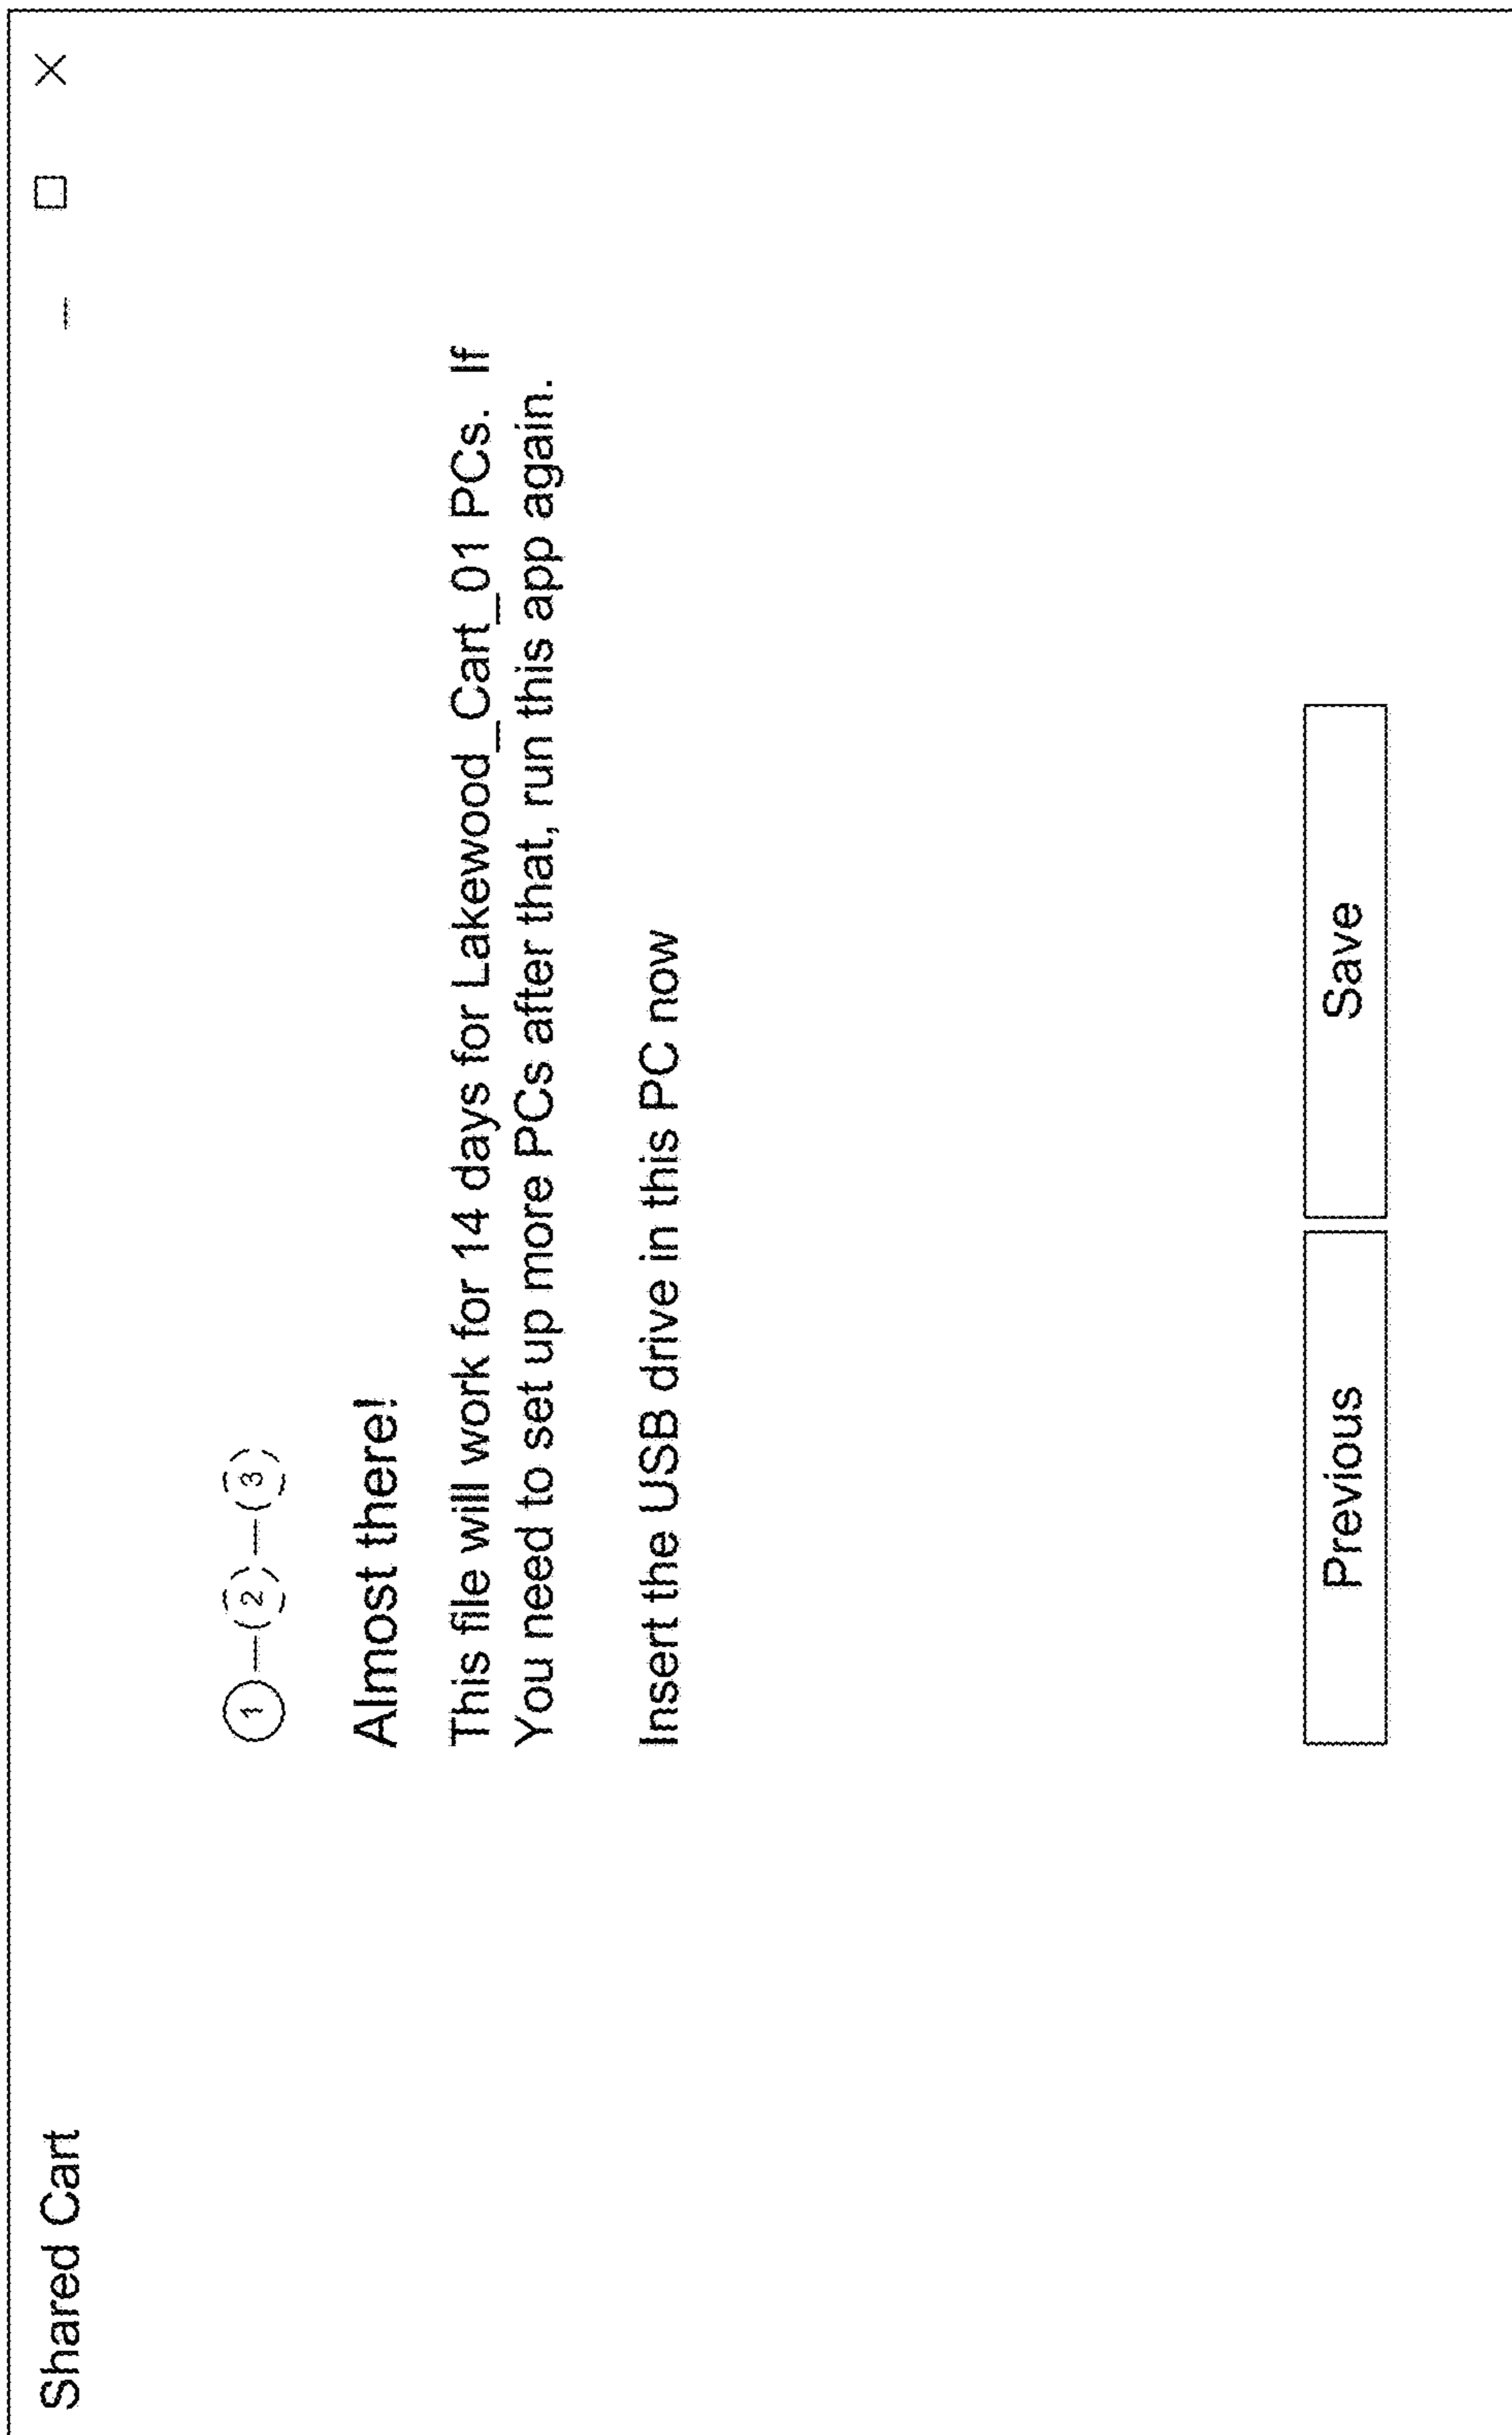 Shared Cart
1 2 3
Almost there!
This file will work for 14 days for Lakewood_Cart_01 PCs. If
You need to set up more PCs after that, run this app again.
Insert the USB drive in this PC now
Previous Save